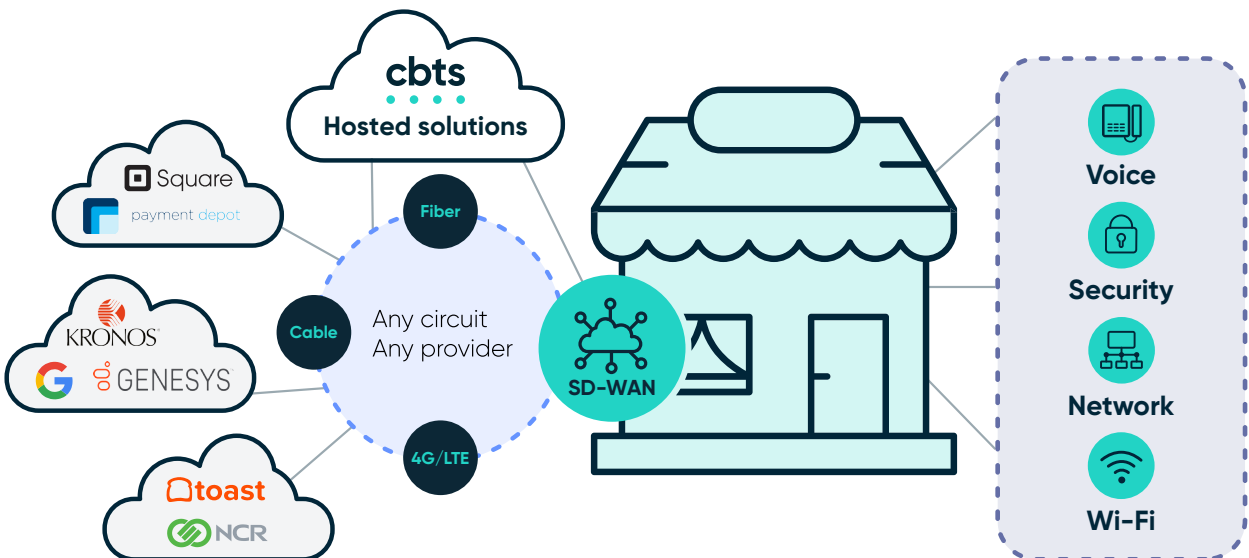 cbts
Hosted solutions
Square
payment depot
KRONOS
GENESYS
toast
NCR
Fiber
Cable
Any circuit
Any provider
4G/LTE
SD-WAN
Voice
Security
Network
Wi-Fi